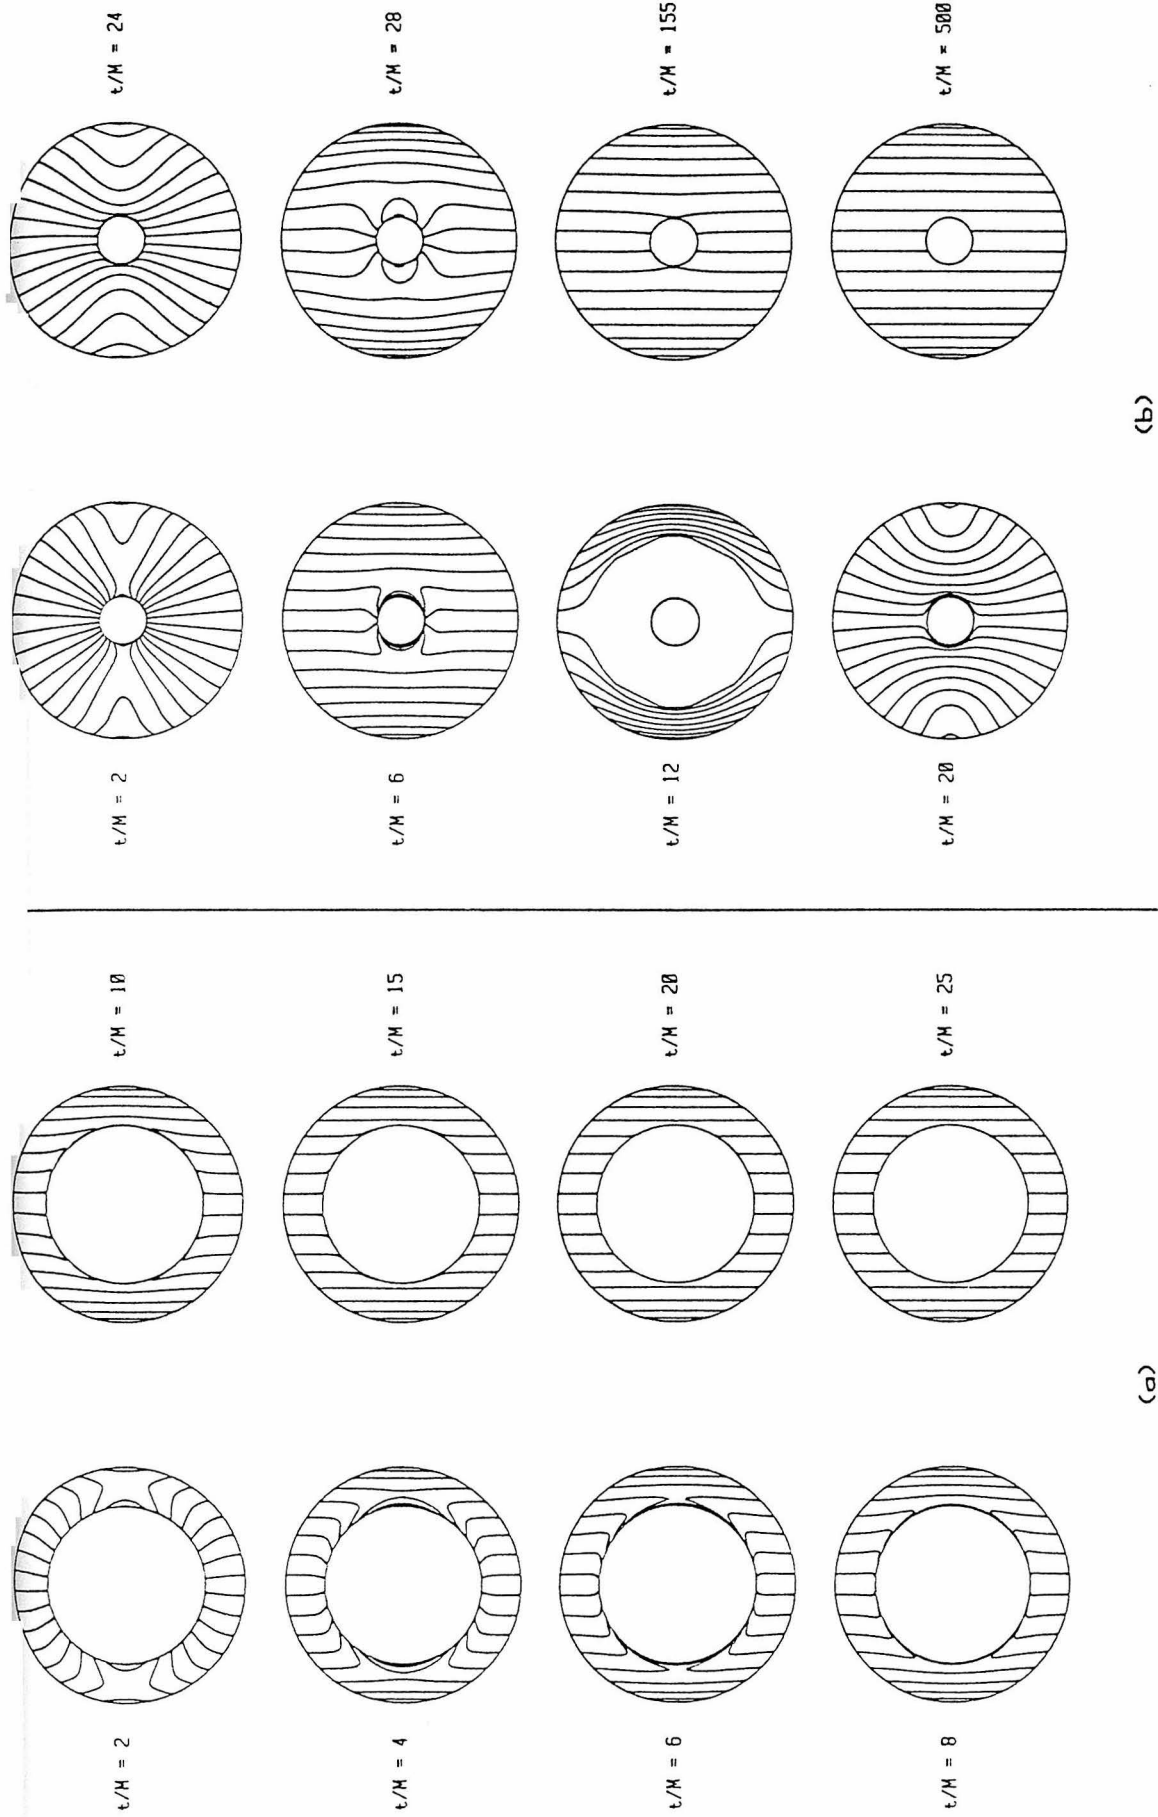 t/M = 2
t/M = 10
t/M = 4
t/M = 15
t/M = 6
t/M = 20
t/M = 8
t/M = 25
(a)
t/M = 2
t/M = 24
t/M = 6
t/M = 28
t/M = 12
t/M = 155
t/M = 20
t/M = 500
(b)